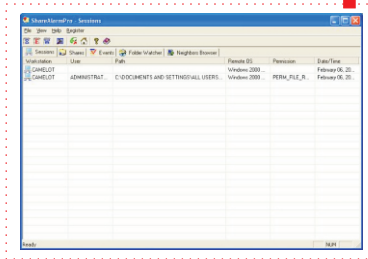 ShareAlarmPro - Sessions
File View Help Register
Sessions Shares Events Folder Watcher Neighbors Browser
Workstation User Path Remote OS Permission Date/Time
CAMELOT Windows 2000 ... February 06, 20...
CAMELOT ADMINISTRAT... C:\DOCUMENTS AND SETTINGS\ALL USERS... Windows 2000 ... PERM_FILE_R... February 06, 20...
Ready NUM